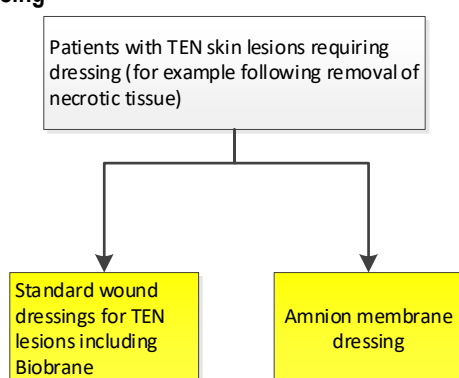 Patients with TEN skin lesions requiring
dressing (for example following removal of
necrotic tissue)
Standard wound
dressings for TEN
lesions including
Biobrane
Amnion membrane
dressing